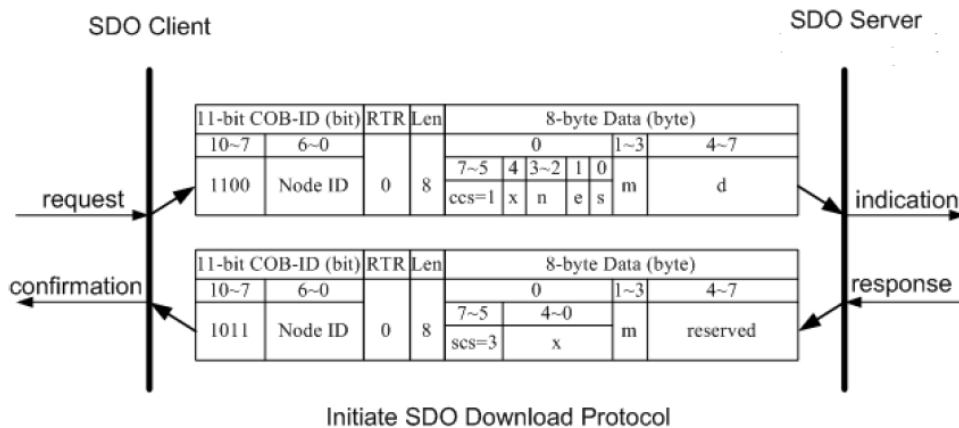 SDO Client
SDO Server
11-bit COB-ID (bit) RTR Len 8-byte Data (byte)
10~7 6~0 0 1~3 4~7
7~5 4 3~2 1 0
1100 Node ID 0 8 m d
ccs=1 x n e s
request
indication
11-bit COB-ID (bit) RTR Len 8-byte Data (byte)
10~7 6~0 0 1~3 4~7
confirmation
response
7~5 4~0
1011 Node ID 0 8 m reserved
scs=3 x
Initiate SDO Download Protocol